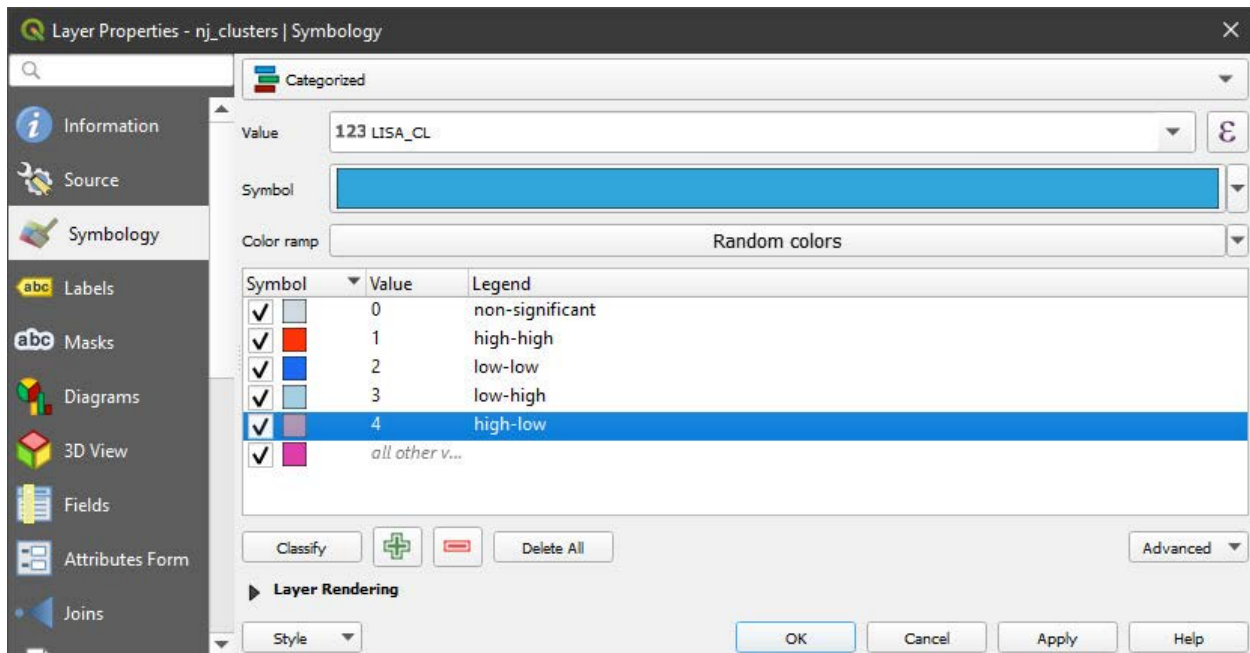 Layer Properties - nj_clusters | Symbology
Categorized
Information
Value 123 LISA_CL ε
Source
Symbol
Symbology
Color ramp Random colors
Symbol Value Legend
abc Labels
0 non-significant
1 high-high
abc Masks
2 low-low
3 low-high
Diagrams
4 high-low
3D View
all other v...
Fields
Classify Delete All Advanced
Attributes Form
Layer Rendering
Joins
Style OK Cancel Apply Help